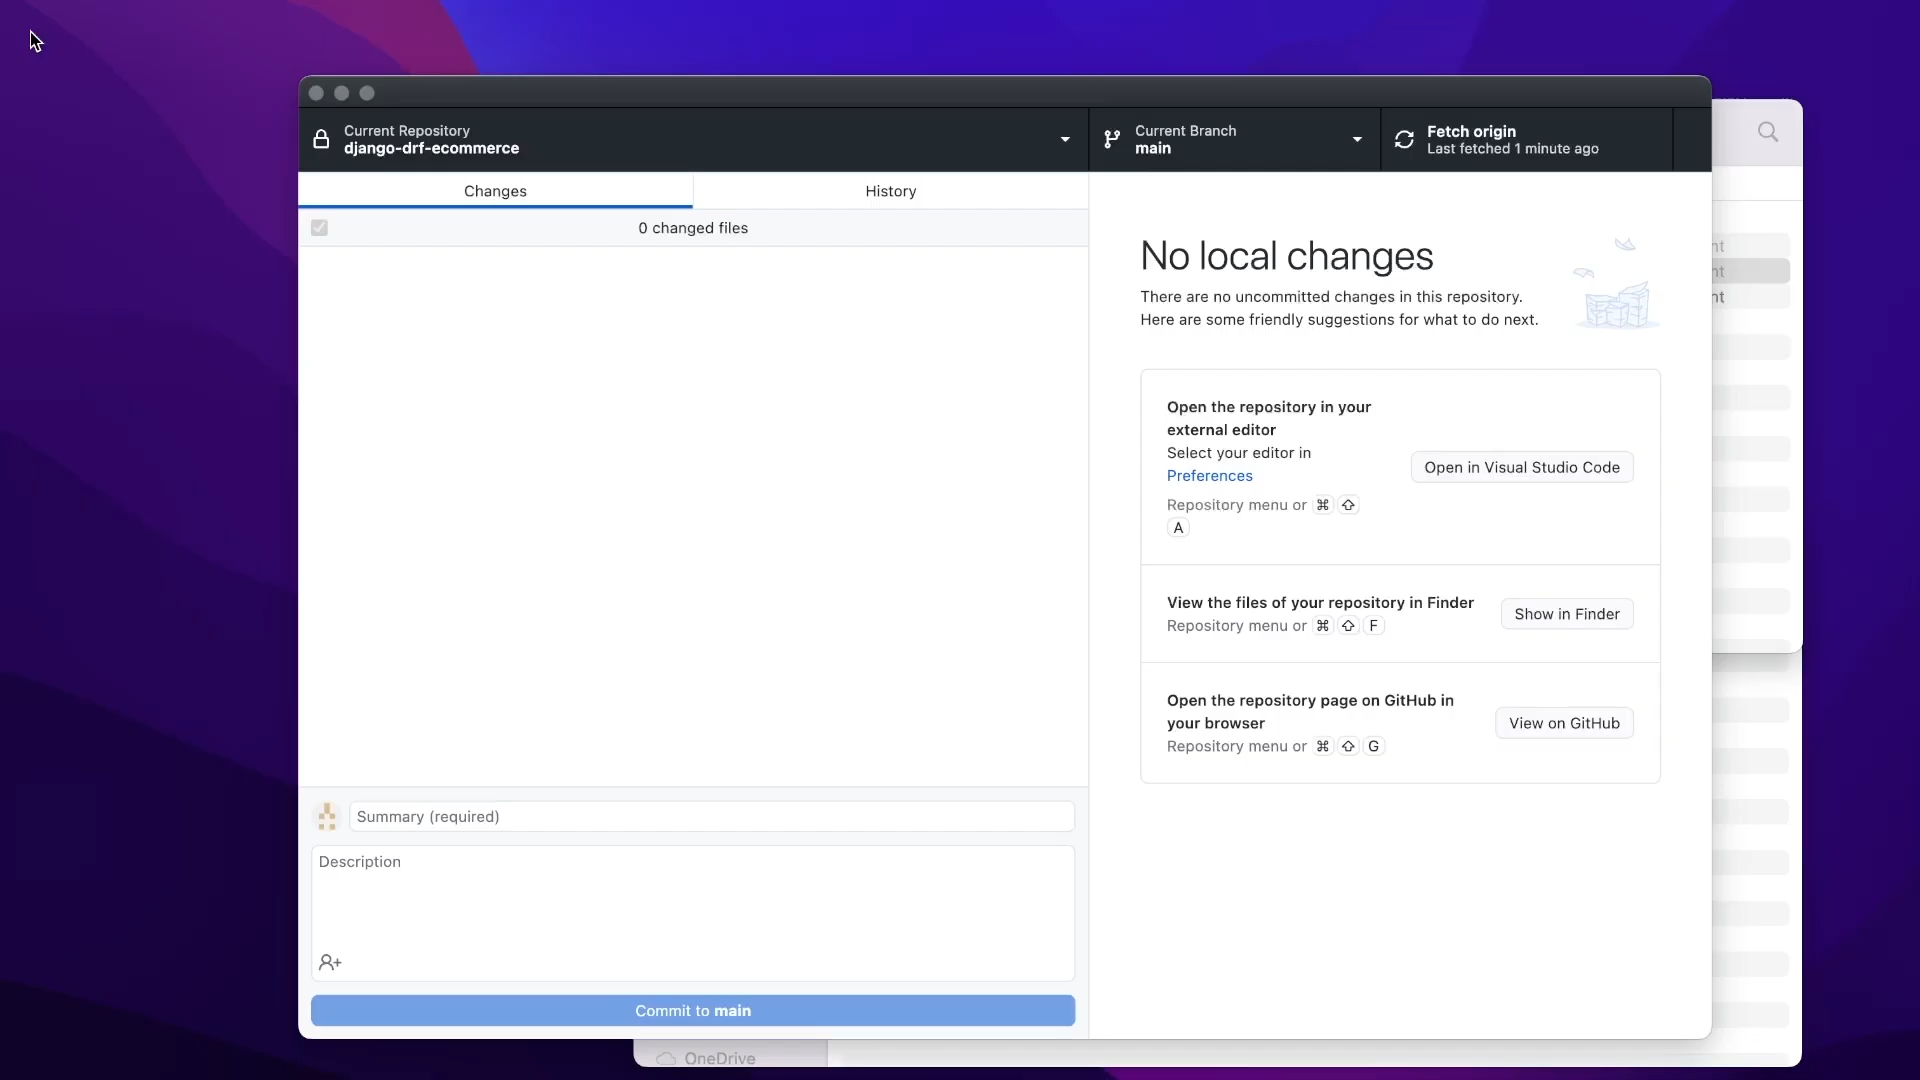 Current Repository
django-drf-ecommerce
Current Branch
main
Fetch origin
Last fetched 1 minute ago
Changes
History
0 changed files
No local changes
There are no uncommitted changes in this repository.
Here are some friendly suggestions for what to do next.
Open the repository in your
external editor
Select your editor in
Preferences
Repository menu or ⌘ ⇧
A
Open in Visual Studio Code
View the files of your repository in Finder
Repository menu or ⌘ ⇧ F
Show in Finder
Open the repository page on GitHub in
your browser
Repository menu or ⌘ ⇧ G
View on GitHub
Summary (required)
Description
Commit to main
OneDrive